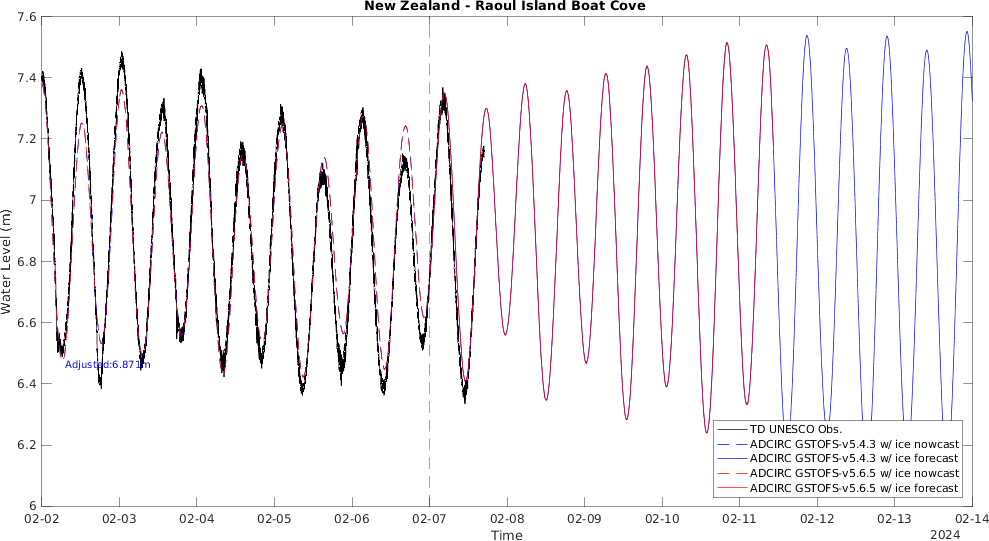 New Zealand - Raoul Island Boat Cove
7.6
7.4
7.2
7
6.8
6.6
6.4
6.2
6
Water Level (m)
Adjusted:6.871m
TD UNESCO Obs.
ADCIRC GSTOFS-v5.4.3 w/ ice nowcast
ADCIRC GSTOFS-v5.4.3 w/ ice forecast
ADCIRC GSTOFS-v5.6.5 w/ ice nowcast
ADCIRC GSTOFS-v5.6.5 w/ ice forecast
02-02 02-03 02-04 02-05 02-06 02-07 02-08 02-09 02-10 02-11 02-12 02-13 02-14
Time
2024